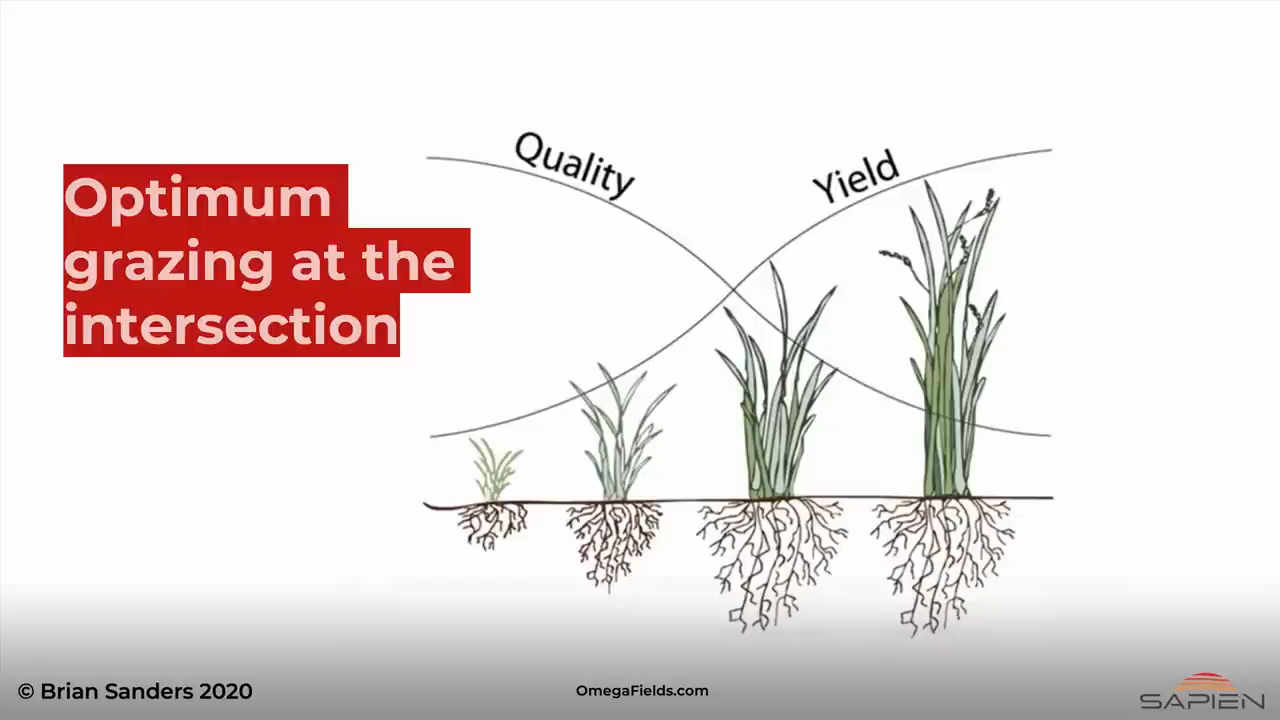 Optimum
grazing at the
intersection
Quality
Yield
© Brian Sanders 2020
OmegaFields.com
SAPIEN